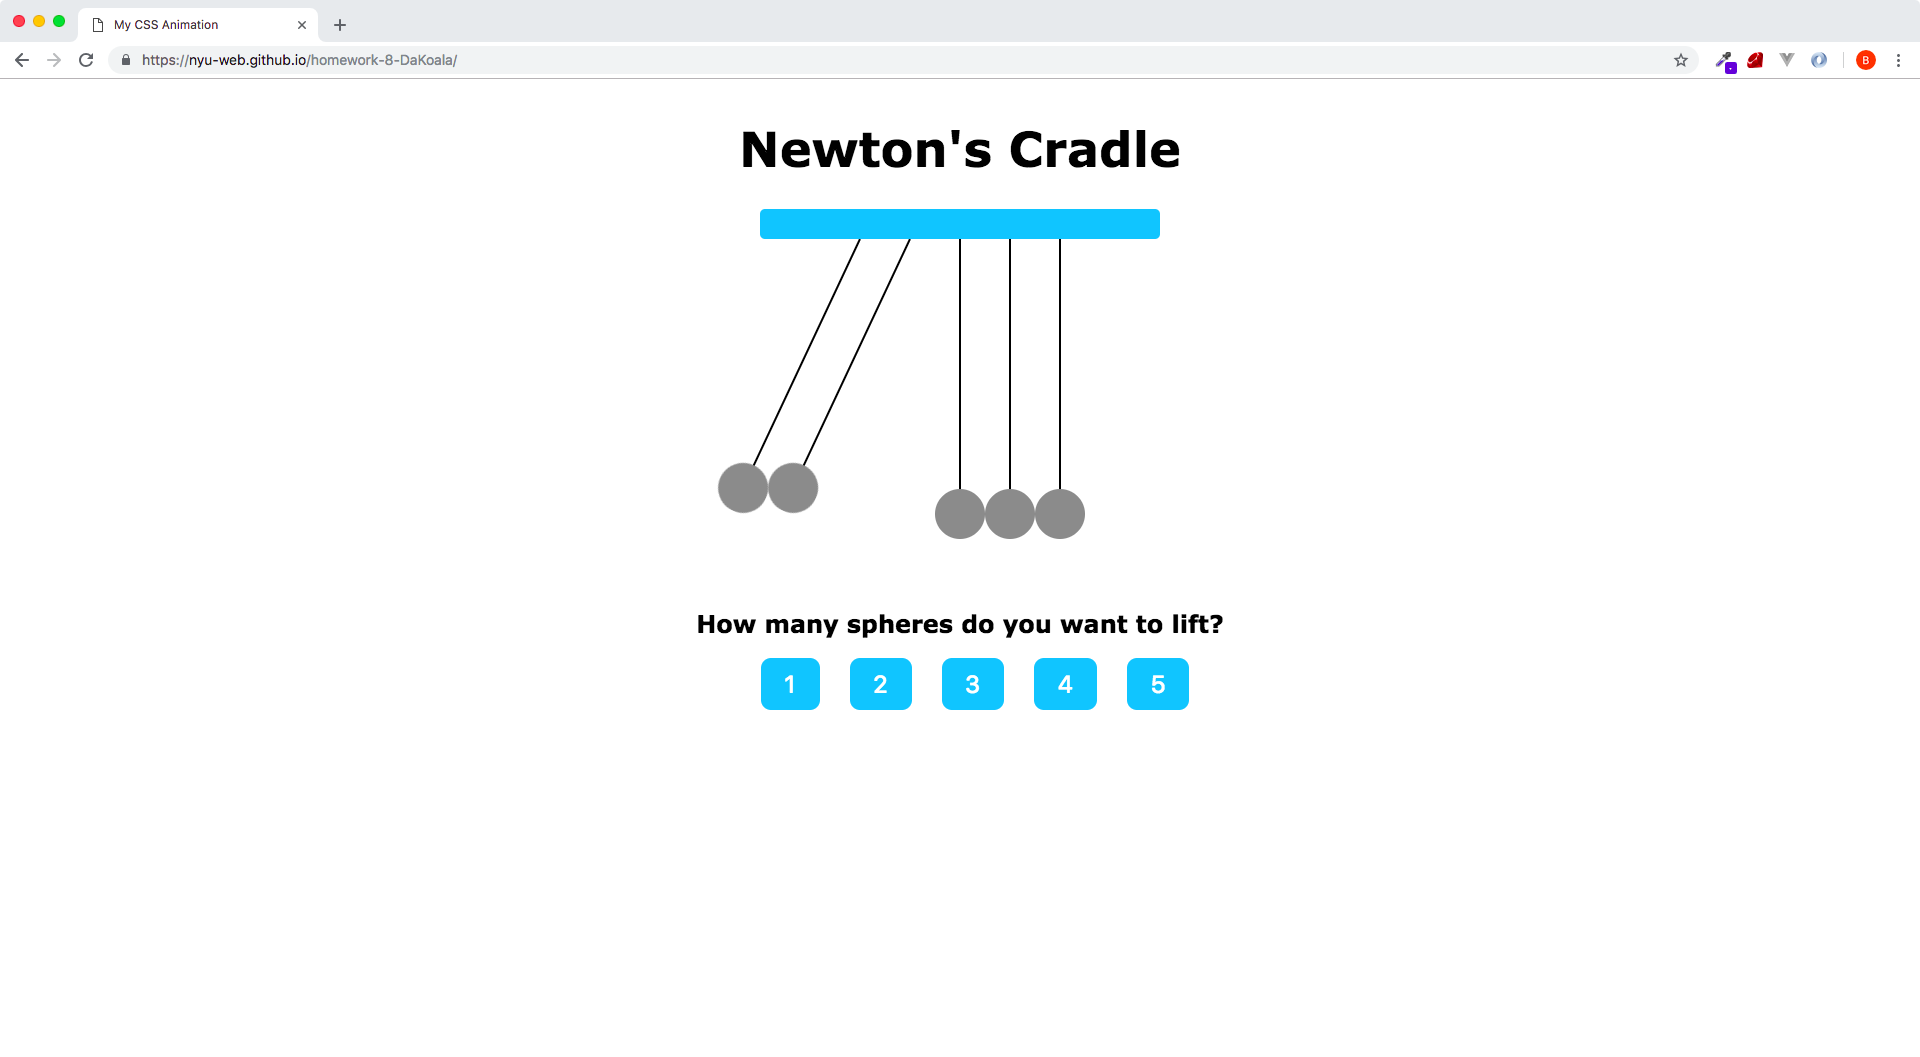 My CSS Animation
https://nyu-web.github.io/homework-8-DaKoala/
B
Newton's Cradle
How many spheres do you want to lift?
1 2 3 4 5